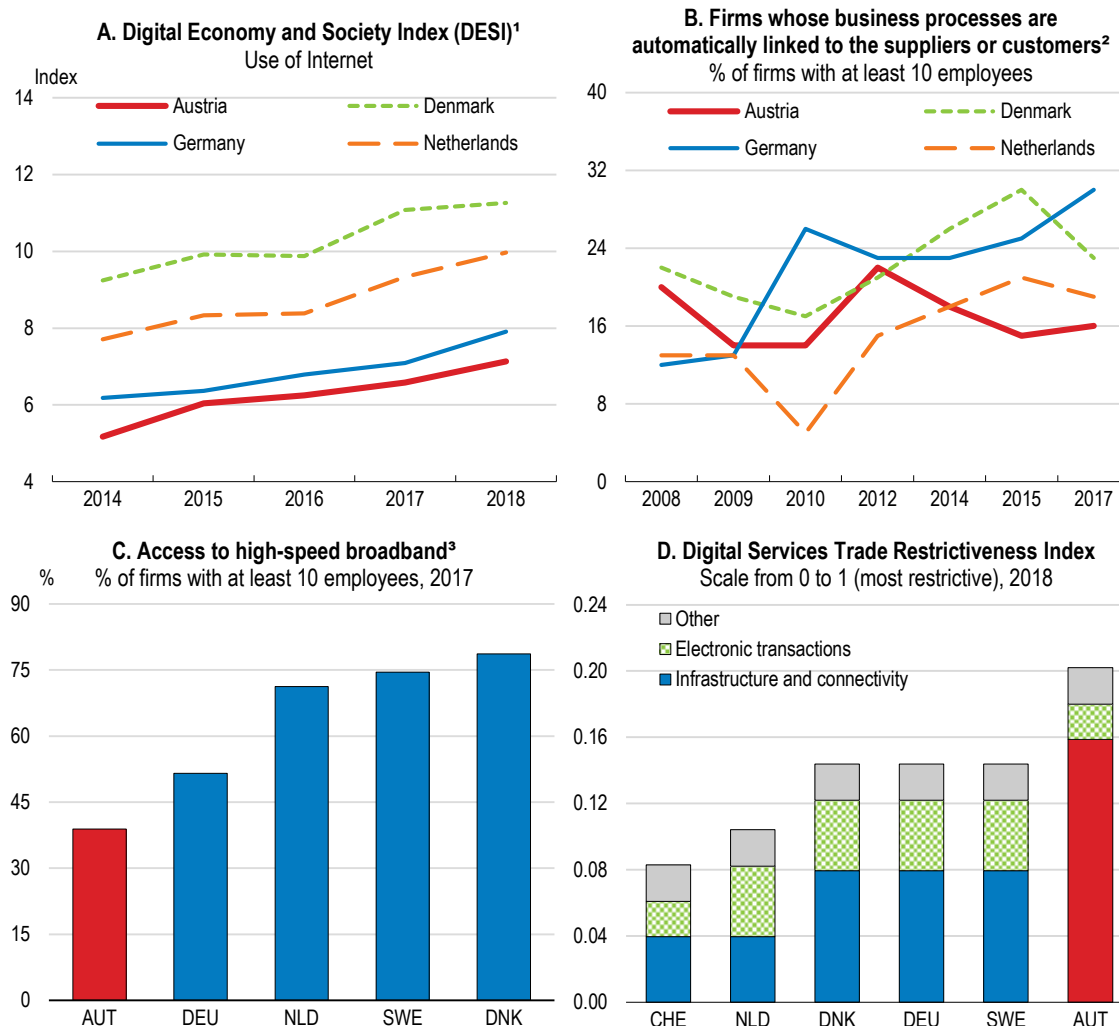 A. Digital Economy and Society Index (DESI)¹
Use of Internet
Index
14
12
10
8
6
4
Austria
Denmark
Germany
Netherlands
2014 2015 2016 2017 2018
B. Firms whose business processes are
automatically linked to the suppliers or customers²
% of firms with at least 10 employees
40
32
24
16
8
0
Austria
Denmark
Germany
Netherlands
2008 2009 2010 2012 2014 2015 2017
C. Access to high-speed broadband³
% % of firms with at least 10 employees, 2017
90
75
60
45
30
15
0
AUT DEU NLD SWE DNK
D. Digital Services Trade Restrictiveness Index
Scale from 0 to 1 (most restrictive), 2018
0.24
0.20
0.16
0.12
0.08
0.04
0.00
Other
Electronic transactions
Infrastructure and connectivity
CHE NLD DNK DEU SWE AUT